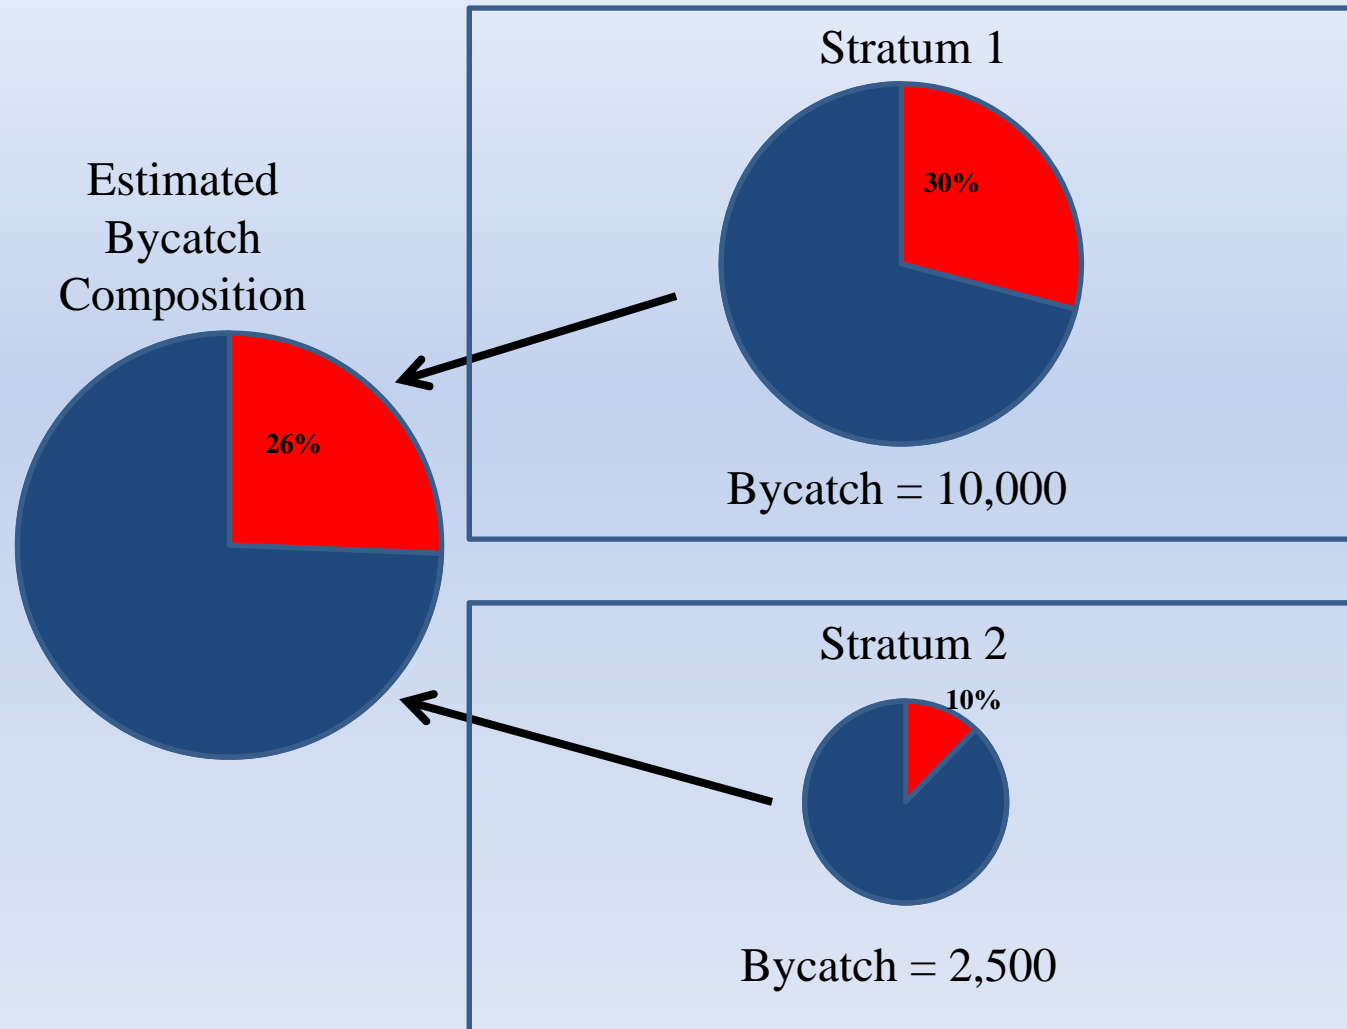 Estimated
Bycatch
Composition
26%
Stratum 1
30%
Bycatch = 10,000
Stratum 2
10%
Bycatch = 2,500